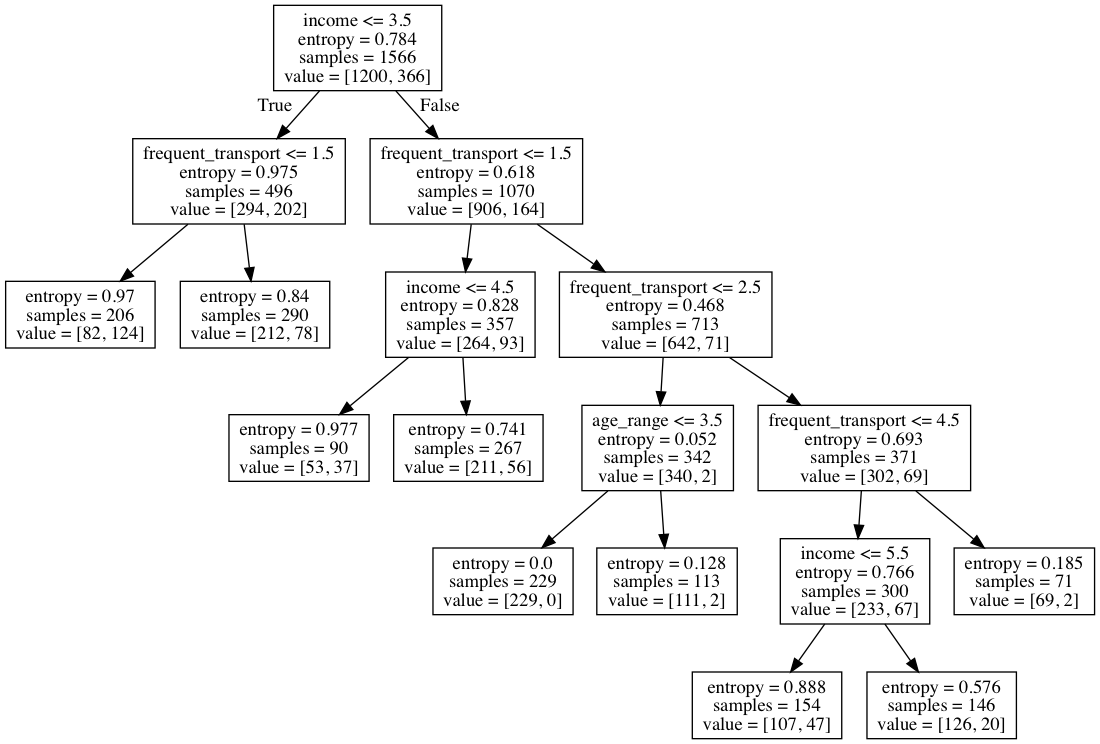 income <= 3.5
entropy = 0.784
samples = 1566
value = [1200, 366]
True
False
frequent_transport <= 1.5
entropy = 0.975
samples = 496
value = [294, 202]
frequent_transport <= 1.5
entropy = 0.618
samples = 1070
value = [906, 164]
entropy = 0.97
samples = 206
value = [82, 124]
entropy = 0.84
samples = 290
value = [212, 78]
income <= 4.5
entropy = 0.828
samples = 357
value = [264, 93]
frequent_transport <= 2.5
entropy = 0.468
samples = 713
value = [642, 71]
entropy = 0.977
samples = 90
value = [53, 37]
entropy = 0.741
samples = 267
value = [211, 56]
age_range <= 3.5
entropy = 0.052
samples = 342
value = [340, 2]
frequent_transport <= 4.5
entropy = 0.693
samples = 371
value = [302, 69]
entropy = 0.0
samples = 229
value = [229, 0]
entropy = 0.128
samples = 113
value = [111, 2]
income <= 5.5
entropy = 0.766
samples = 300
value = [233, 67]
entropy = 0.185
samples = 71
value = [69, 2]
entropy = 0.888
samples = 154
value = [107, 47]
entropy = 0.576
samples = 146
value = [126, 20]